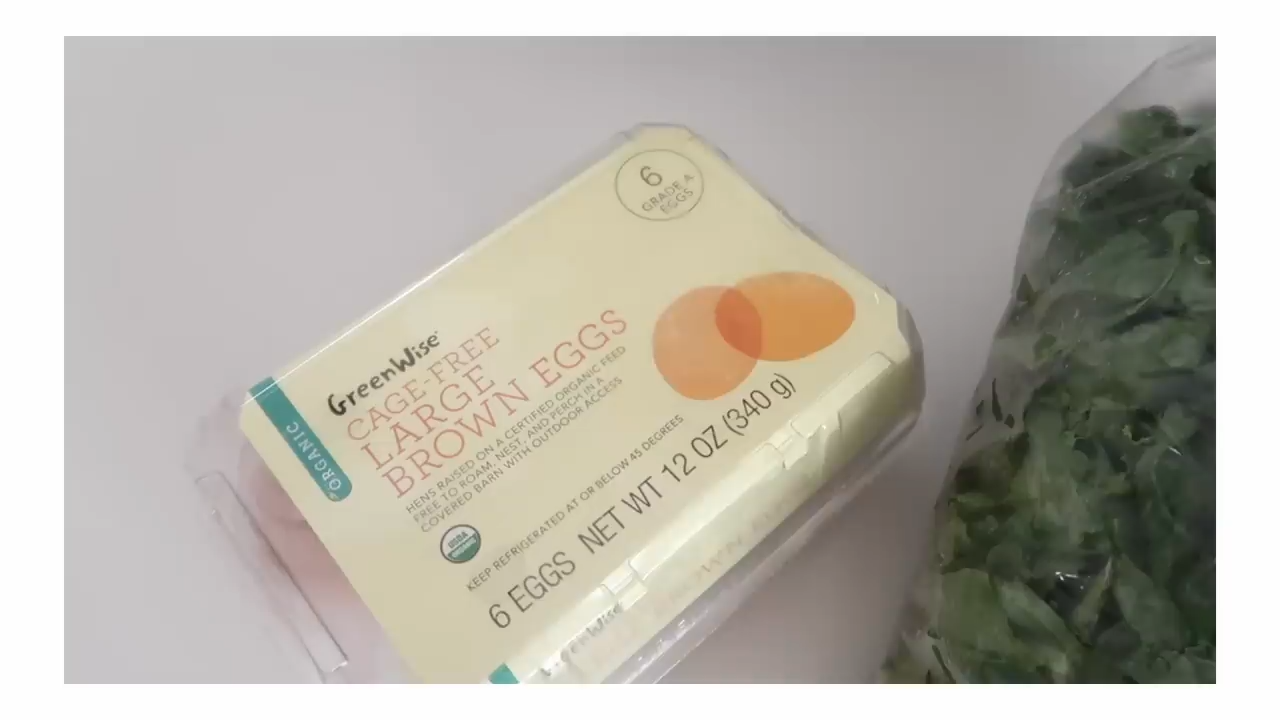 6
GRADE A
EGGS
GreenWise
CAGE-FREE
LARGE
BROWN EGGS
HENS RAISED ON A CERTIFIED ORGANIC FEED
FREE TO ROAM, NEST, AND PERCH IN A
COVERED BARN WITH OUTDOOR ACCESS
ORGANIC
USDA
ORGANIC
KEEP REFRIGERATED AT OR BELOW 45 DEGREES
6 EGGS NET WT 12 OZ (340 g)
GreenWise